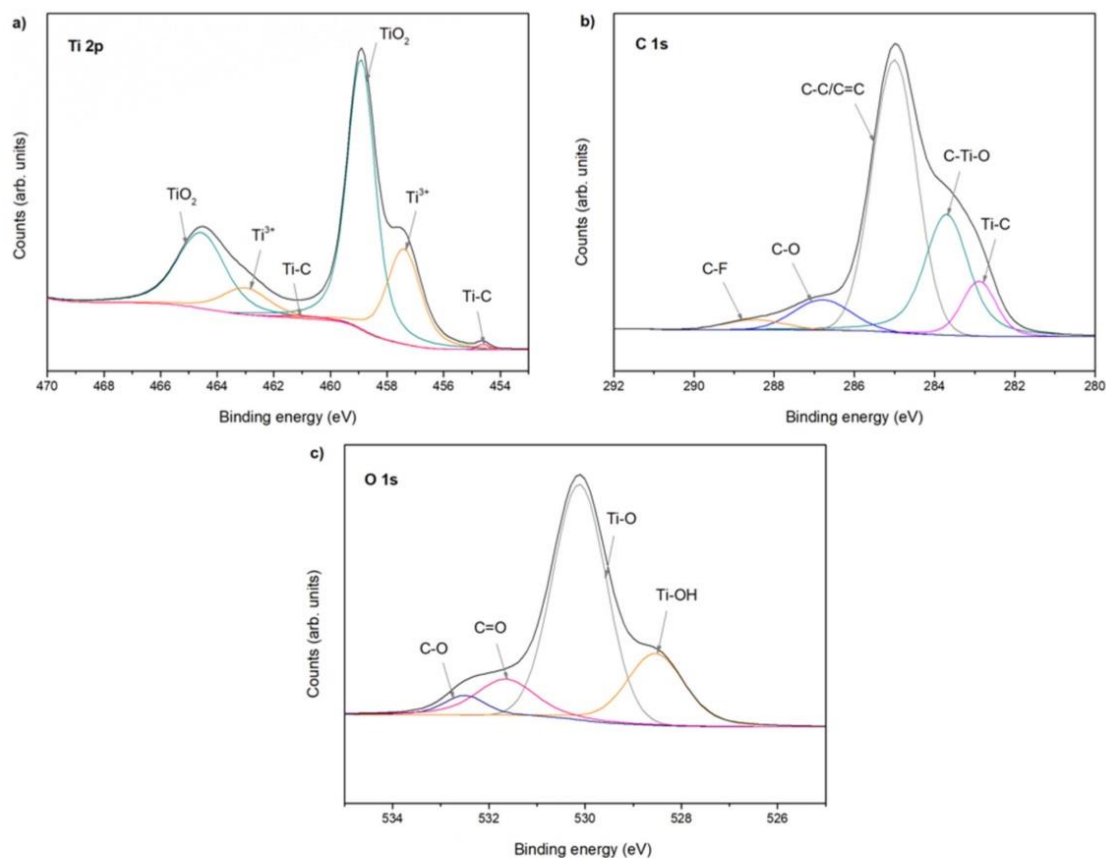 a)
Ti 2p
TiO2
TiO2
Ti3+
Ti3+
Ti-C
Ti-C
Counts (arb. units)
470 468 466 464 462 460 458 456 454
Binding energy (eV)
b)
C 1s
C-C/C=C
C-Ti-O
Ti-C
C-O
C-F
Counts (arb. units)
292 290 288 286 284 282 280
Binding energy (eV)
c)
O 1s
Ti-O
Ti-OH
C=O
C-O
Counts (arb. units)
534 532 530 528 526
Binding energy (eV)